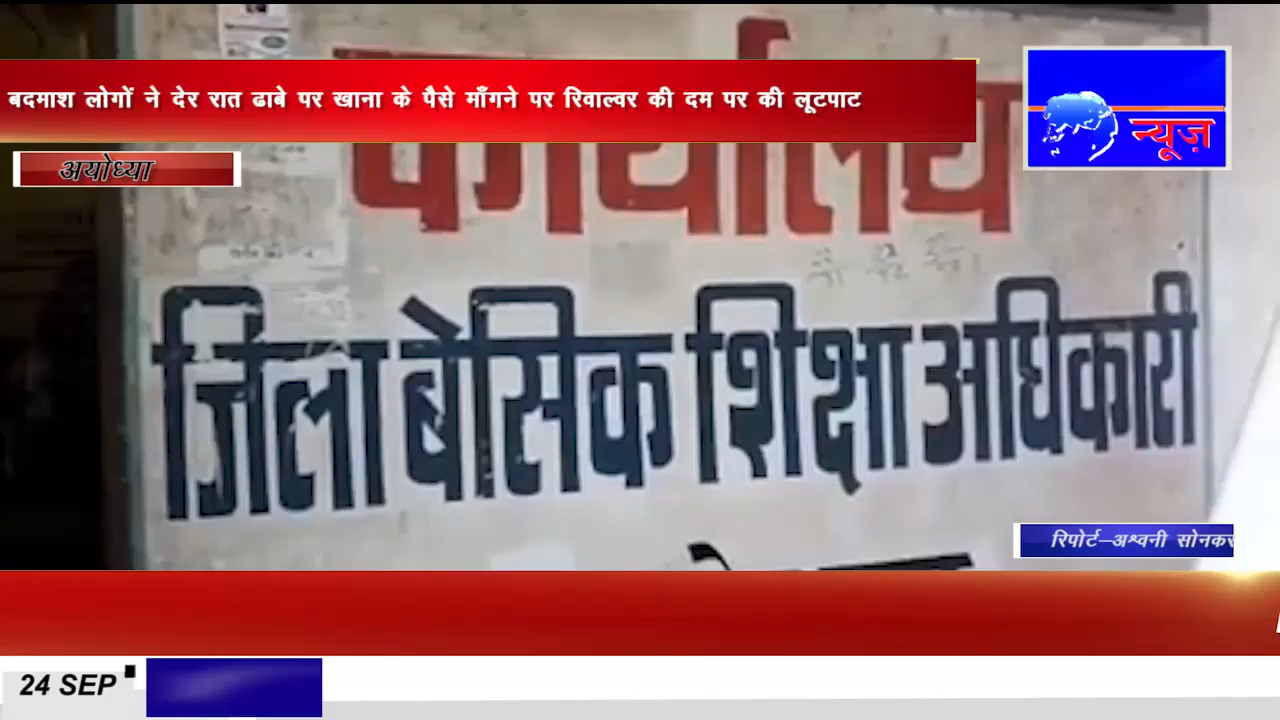 बदमाश लोगों ने देर रात ढाबे पर खाना के पैसे माँगने पर रिवाल्वर की दम पर की लूटपाट
न्यूज़
अयोध्या
कार्यालय
जिला बेसिक शिक्षा अधिकारी
रिपोर्ट–अश्वनी सोनकर
24 SEP